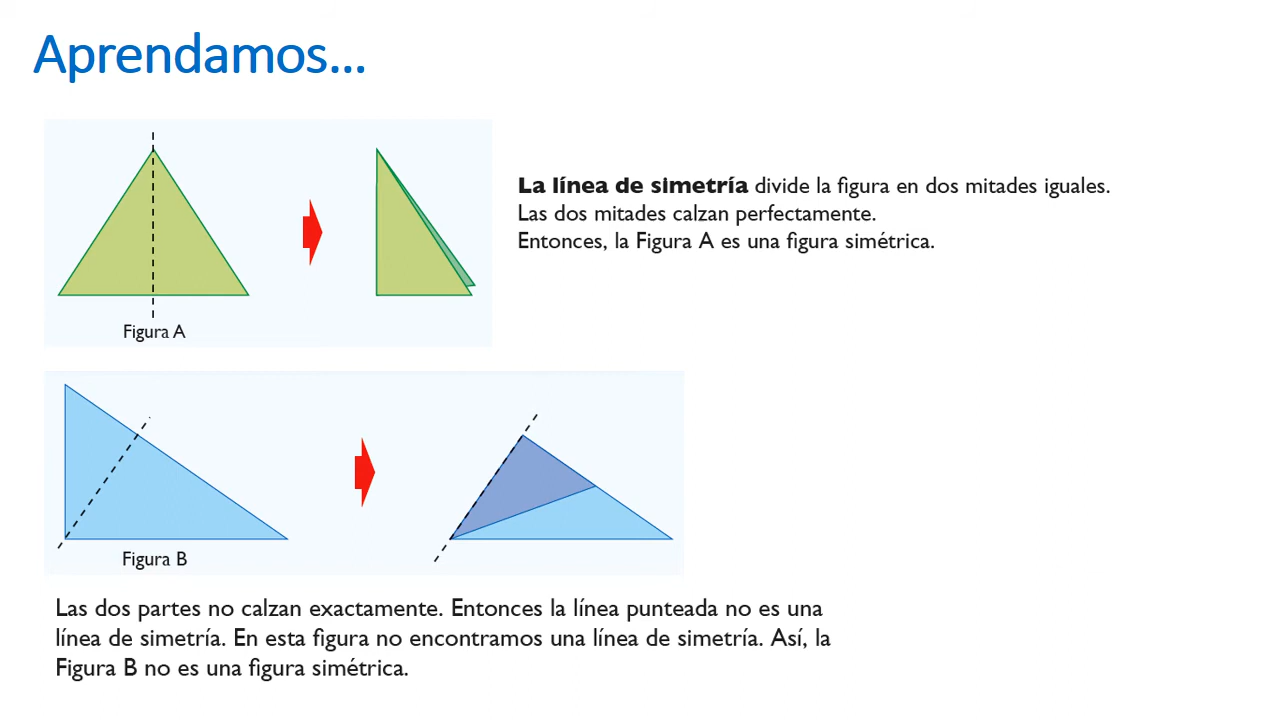 Aprendamos...
La línea de simetría divide la figura en dos mitades iguales.
Las dos mitades calzan perfectamente.
Entonces, la Figura A es una figura simétrica.
Figura A
Figura B
Las dos partes no calzan exactamente. Entonces la línea punteada no es una
línea de simetría. En esta figura no encontramos una línea de simetría. Así, la
Figura B no es una figura simétrica.